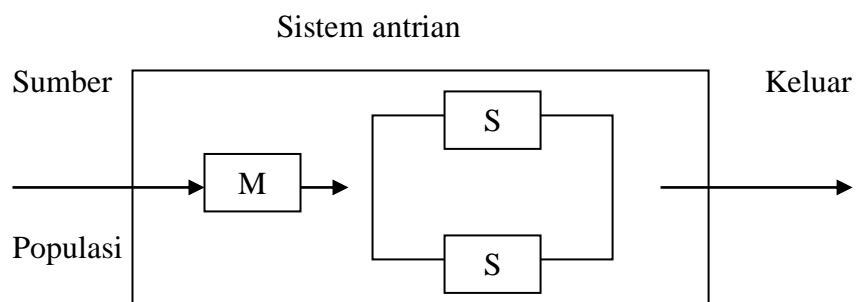 Sistem antrian
Sumber
Keluar
S
M
Populasi
S